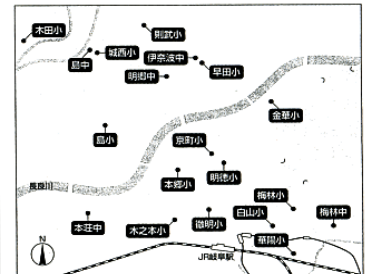 木田小
則武小
城西小
伊奈波中
島中
早田小
明郷中
金華小
島小
京町小
本郷小
明徳小
長良川
梅林小
白山小
梅林中
本荘中
木之本小
徹明小
華陽小
N
JR岐阜駅